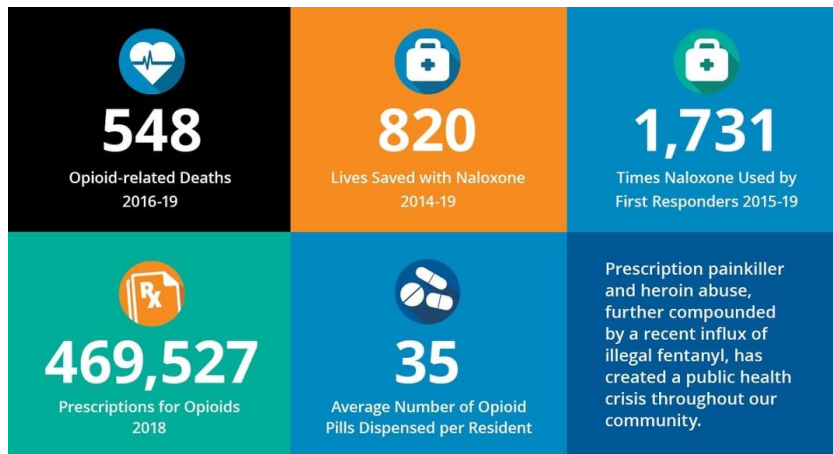 548
Opioid-related Deaths
2016-19
820
Lives Saved with Naloxone
2014-19
1,731
Times Naloxone Used by
First Responders 2015-19
Rx
469,527
Prescriptions for Opioids
2018
35
Average Number of Opioid
Pills Dispensed per Resident
Prescription painkiller
and heroin abuse,
further compounded
by a recent influx of
illegal fentanyl, has
created a public health
crisis throughout our
community.